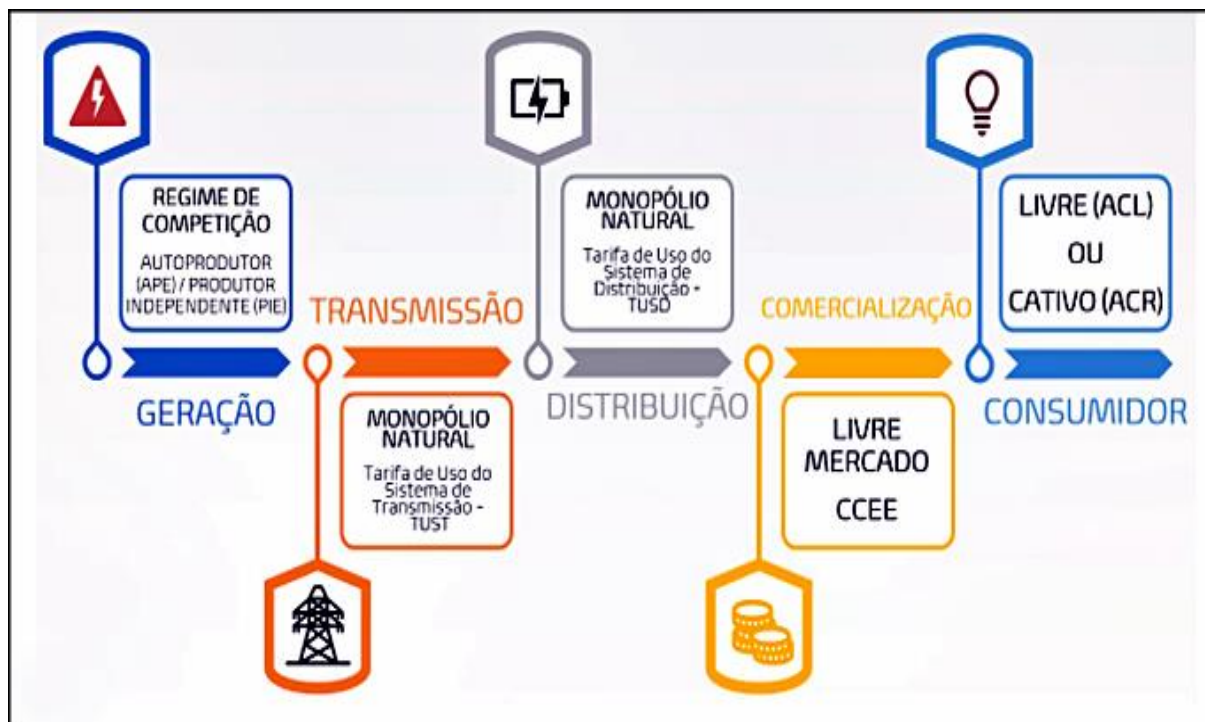 REGIME DE
COMPETIÇÃO
AUTOPRODUTOR
(APE) / PRODUTOR
INDEPENDENTE (PIE)
GERAÇÃO
TRANSMISSÃO
MONOPÓLIO
NATURAL
Tarifa de Uso do
Sistema de
Transmissão -
TUST
MONOPÓLIO
NATURAL
Tarifa de Uso do
Sistema de
Distribuição -
TUSD
DISTRIBUIÇÃO
COMERCIALIZAÇÃO
LIVRE
MERCADO
CCEE
LIVRE (ACL)
OU
CATIVO (ACR)
CONSUMIDOR